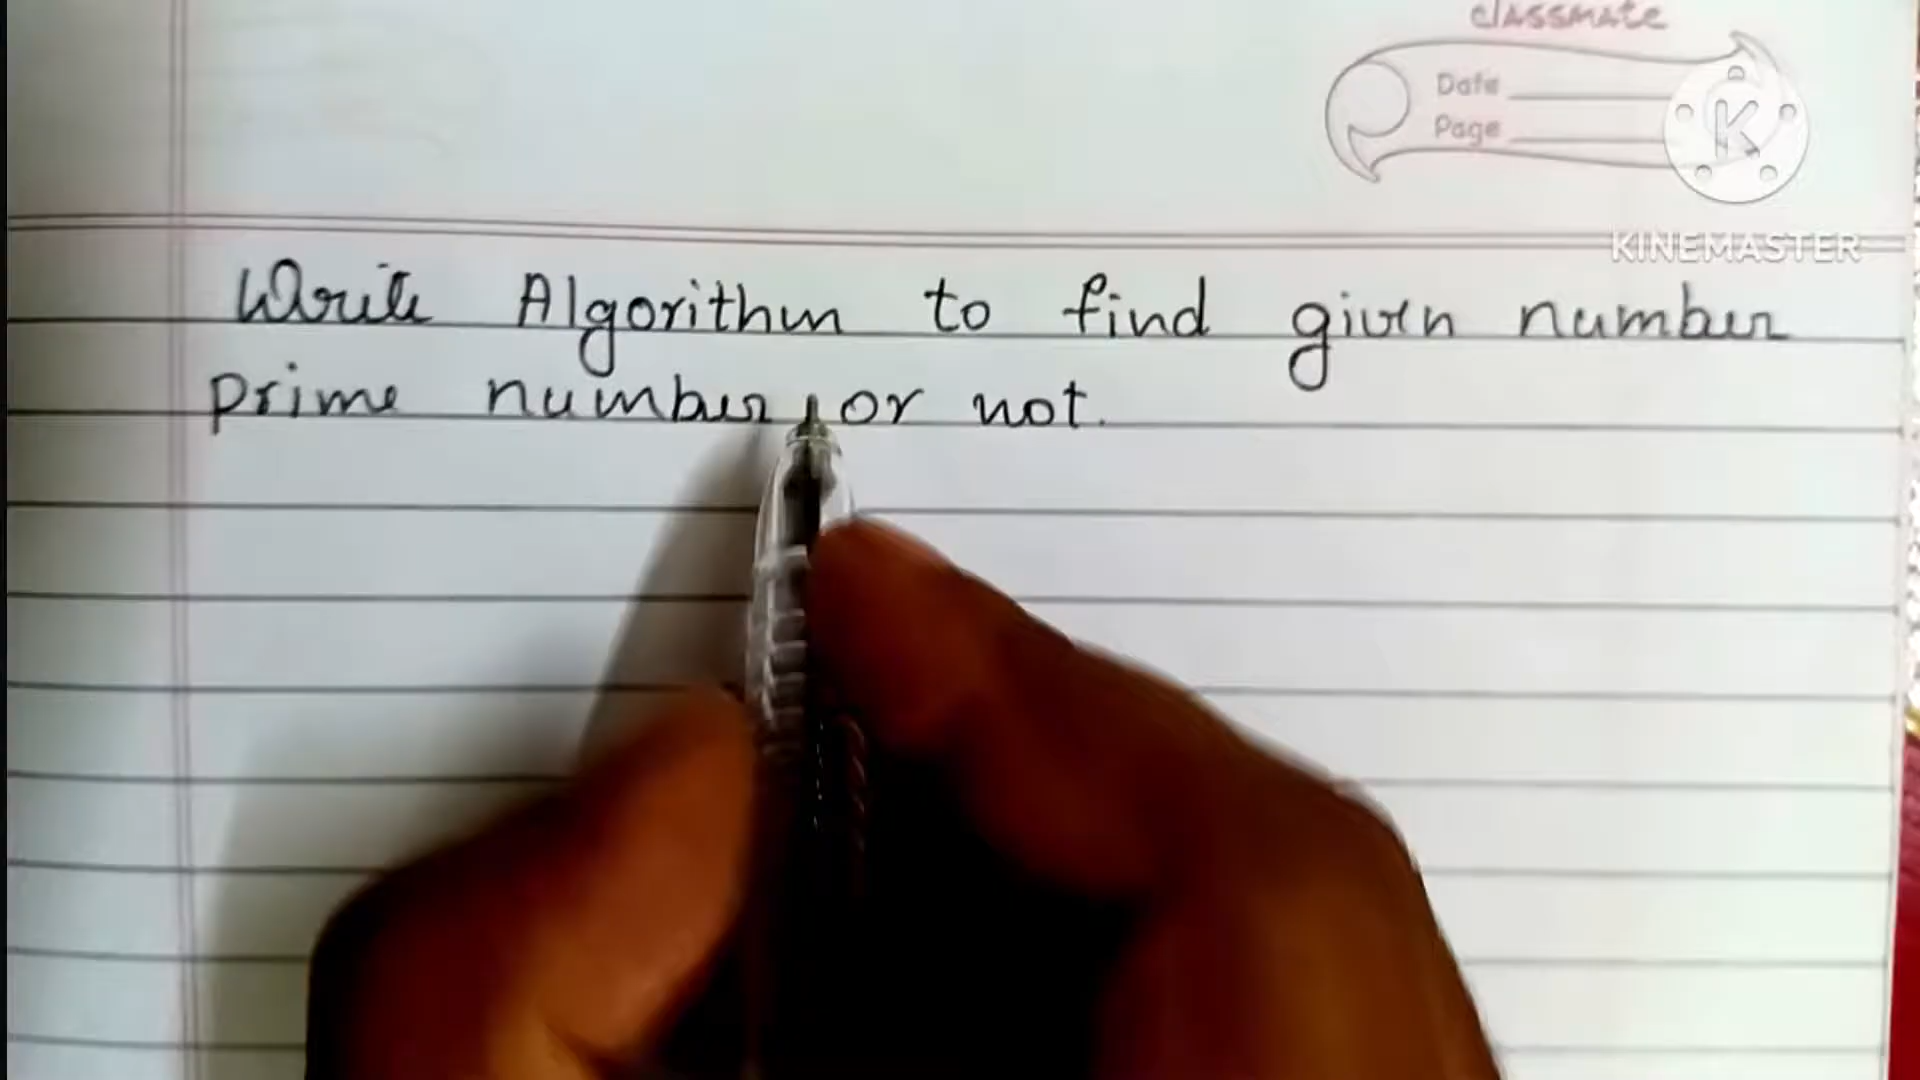 classmate
Date
Page
KINEMASTER
Write Algorithm to find given number
prime number or not.